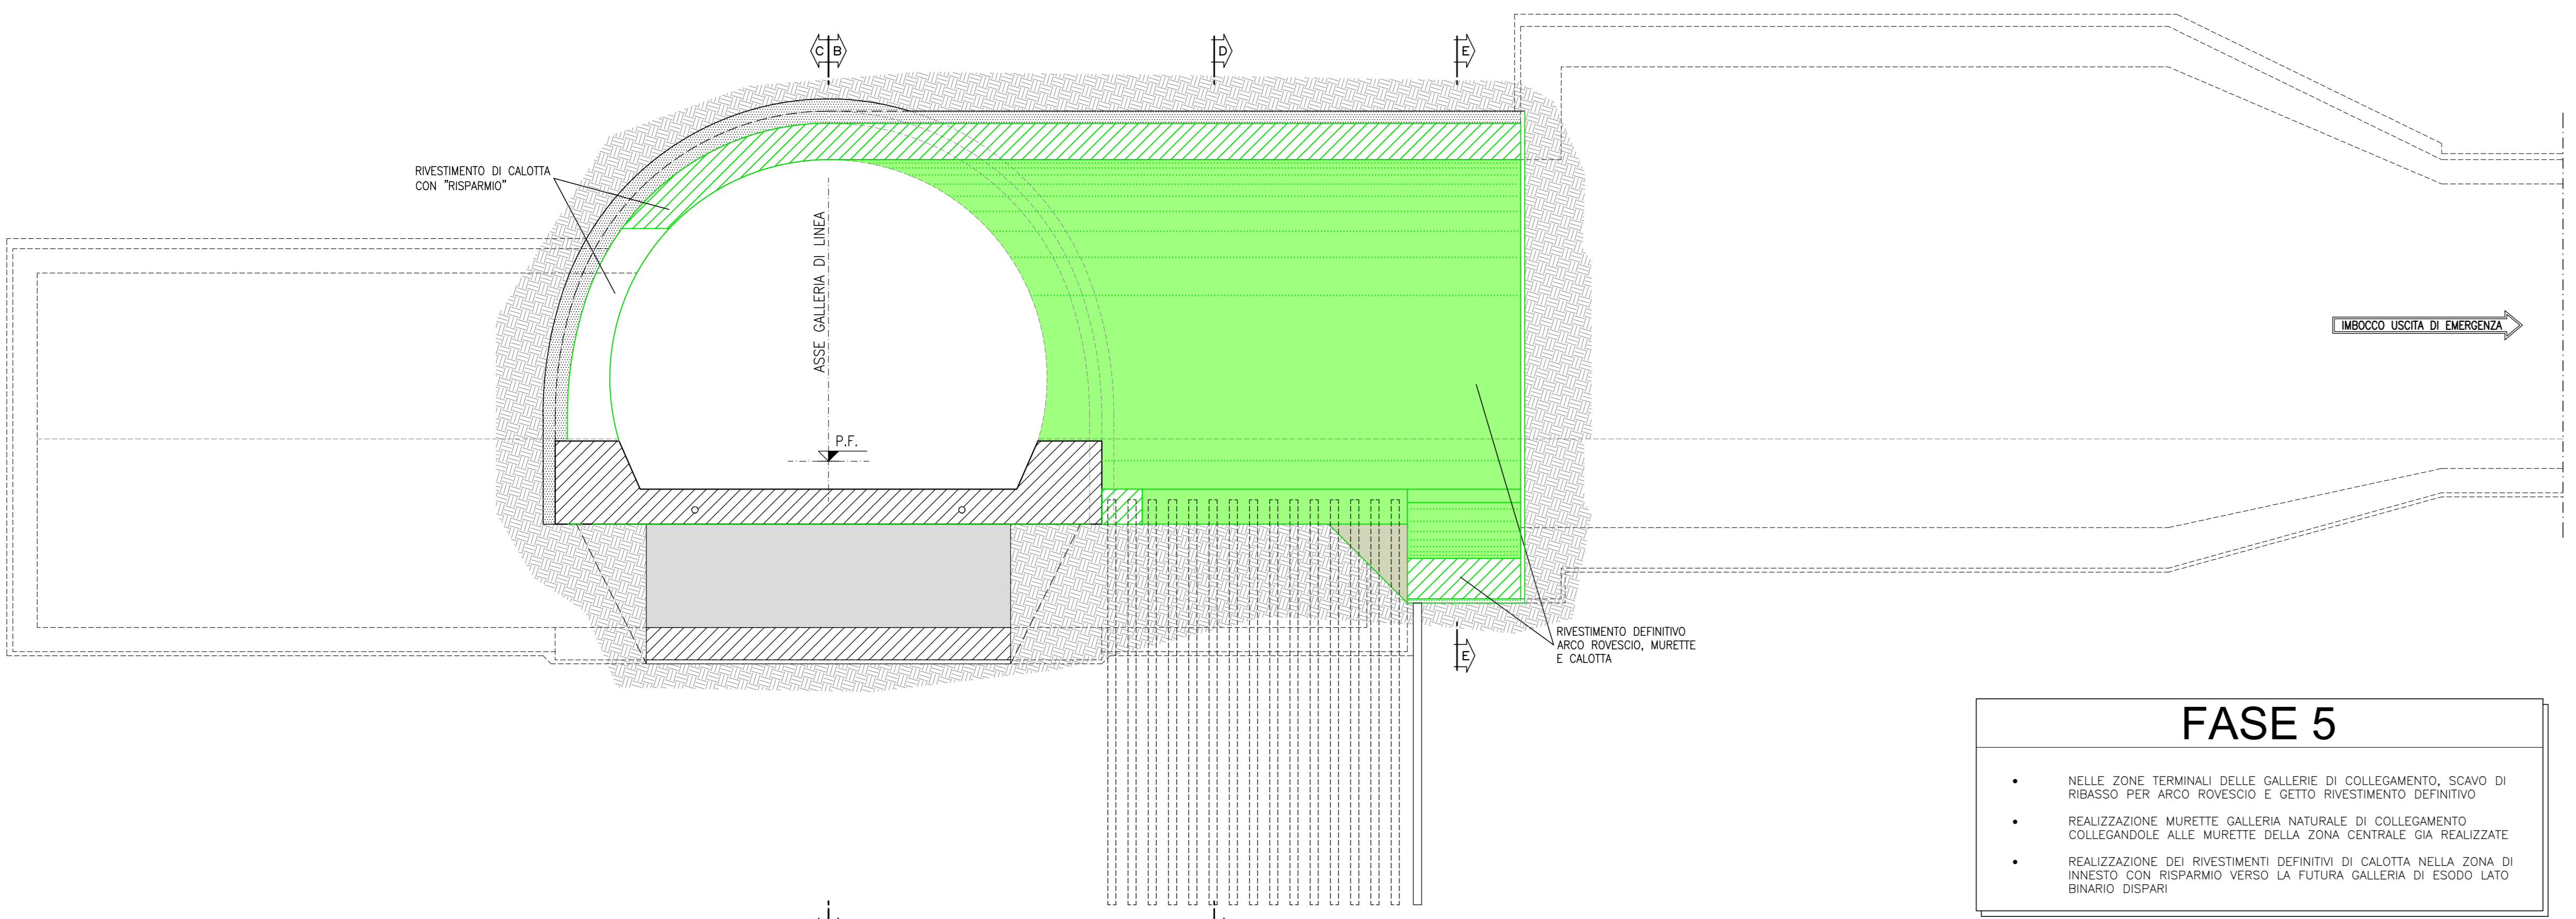 C B
D
E
RIVESTIMENTO DI CALOTTA
CON "RISPARMIO"
ASSE GALLERIA DI LINEA
P.F.
IMBOCCO USCITA DI EMERGENZA
RIVESTIMENTO DEFINITIVO
ARCO ROVESCIO, MURETTE
E CALOTTA
E
FASE 5
• NELLE ZONE TERMINALI DELLE GALLERIE DI COLLEGAMENTO, SCAVO DI
RIBASSO PER ARCO ROVESCIO E GETTO RIVESTIMENTO DEFINITIVO
• REALIZZAZIONE MURETTE GALLERIA NATURALE DI COLLEGAMENTO
COLLEGANDOLE ALLE MURETTE DELLA ZONA CENTRALE GIA REALIZZATE
• REALIZZAZIONE DEI RIVESTIMENTI DEFINITIVI DI CALOTTA NELLA ZONA DI
INNESTO CON RISPARMIO VERSO LA FUTURA GALLERIA DI ESODO LATO
BINARIO DISPARI